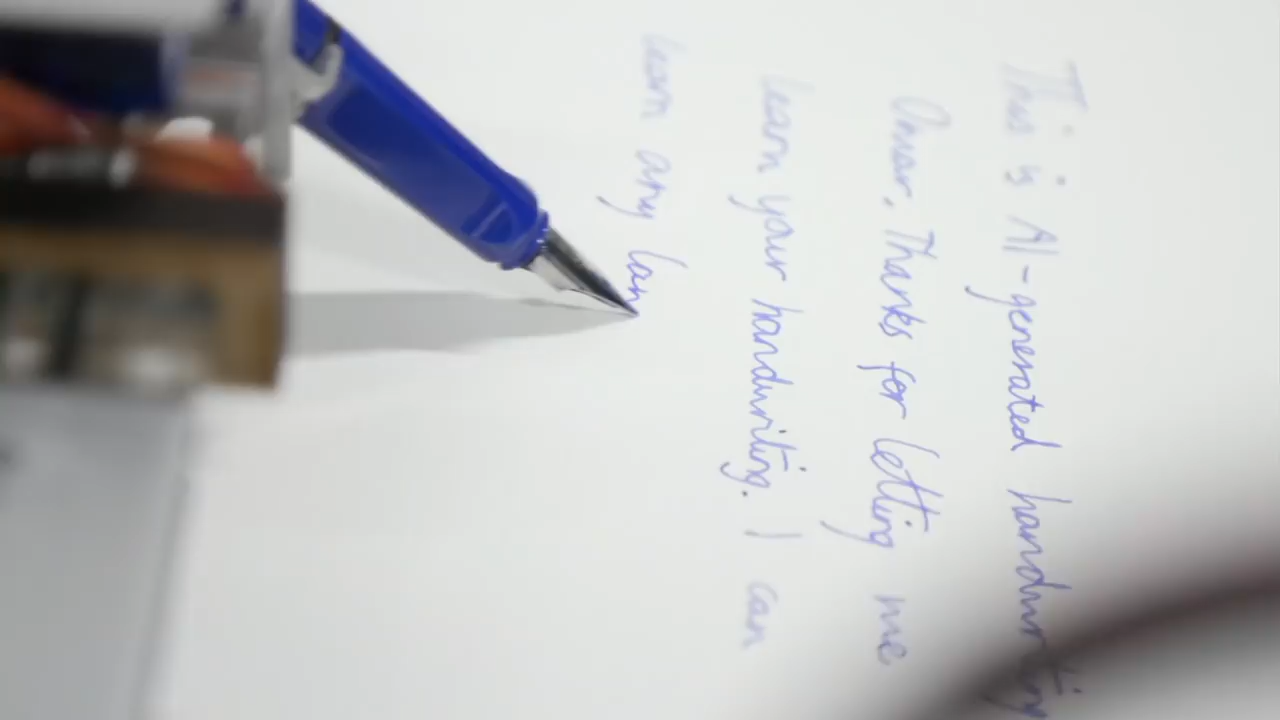 This is AI-generated handwriting
Omar. Thanks for letting me
learn your handwriting. I can
learn any lan